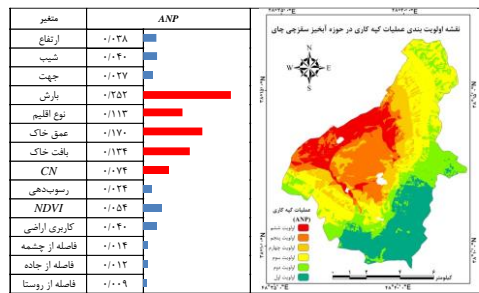 متغیر ANP
ارتفاع ۰/۰۳۸
شیب ۰/۰۴۰
جهت ۰/۰۲۷
بارش ۰/۲۵۲
نوع اقلیم ۰/۱۱۳
عمق خاک ۰/۱۷۰
بافت خاک ۰/۱۳۴
CN ۰/۰۷۴
رسوب‌دهی ۰/۰۲۴
NDVI ۰/۰۵۴
کاربری اراضی ۰/۰۴۰
فاصله از چشمه ۰/۰۱۴
فاصله از جاده ۰/۰۱۲
فاصله از روستا ۰/۰۰۹
نقشه اولویت بندی عملیات کپه کاری در حوزه آبخیز سقزچی چای
N
W E
S
عملیات کپه کاری
(ANP)
اولویت ششم
اولویت پنجم
اولویت چهارم
اولویت سوم
اولویت دوم
اولویت اول
کیلومتر